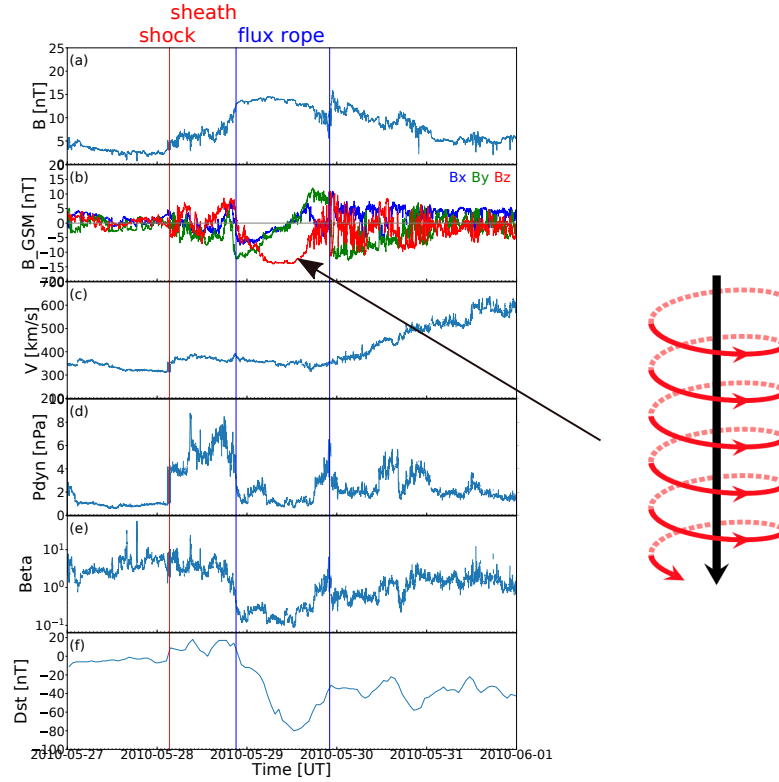 sheath
shock flux rope
(a)
B [nT]
25
20
15
10
5
0
(b)
Bx By Bz
B_GSM [nT]
20
15
10
5
0
−5
−10
−15
−20
(c)
V [km/s]
700
600
500
400
300
200
(d)
Pdyn [nPa]
10
8
6
4
2
0
(e)
Beta
10¹
10⁰
10⁻¹
(f)
Dst [nT]
20
0
−20
−40
−60
−80
−100
2010-05-27 2010-05-28 2010-05-29 2010-05-30 2010-05-31 2010-06-01
Time [UT]